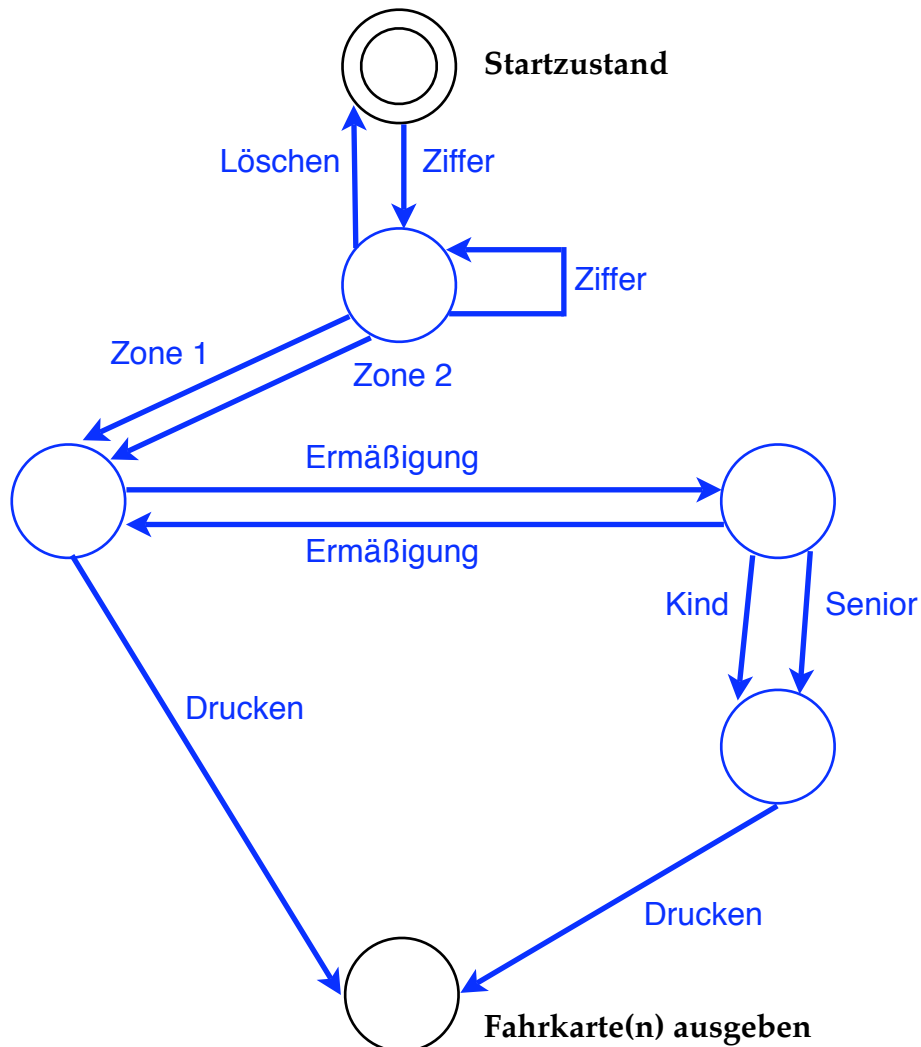 Startzustand
Löschen
Ziffer
Ziffer
Zone 1
Zone 2
Ermäßigung
Ermäßigung
Kind
Senior
Drucken
Drucken
Fahrkarte(n) ausgeben